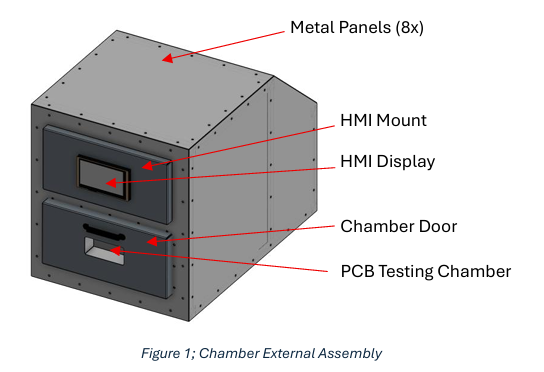 Metal Panels (8x)
HMI Mount
HMI Display
Chamber Door
PCB Testing Chamber
Figure 1; Chamber External Assembly